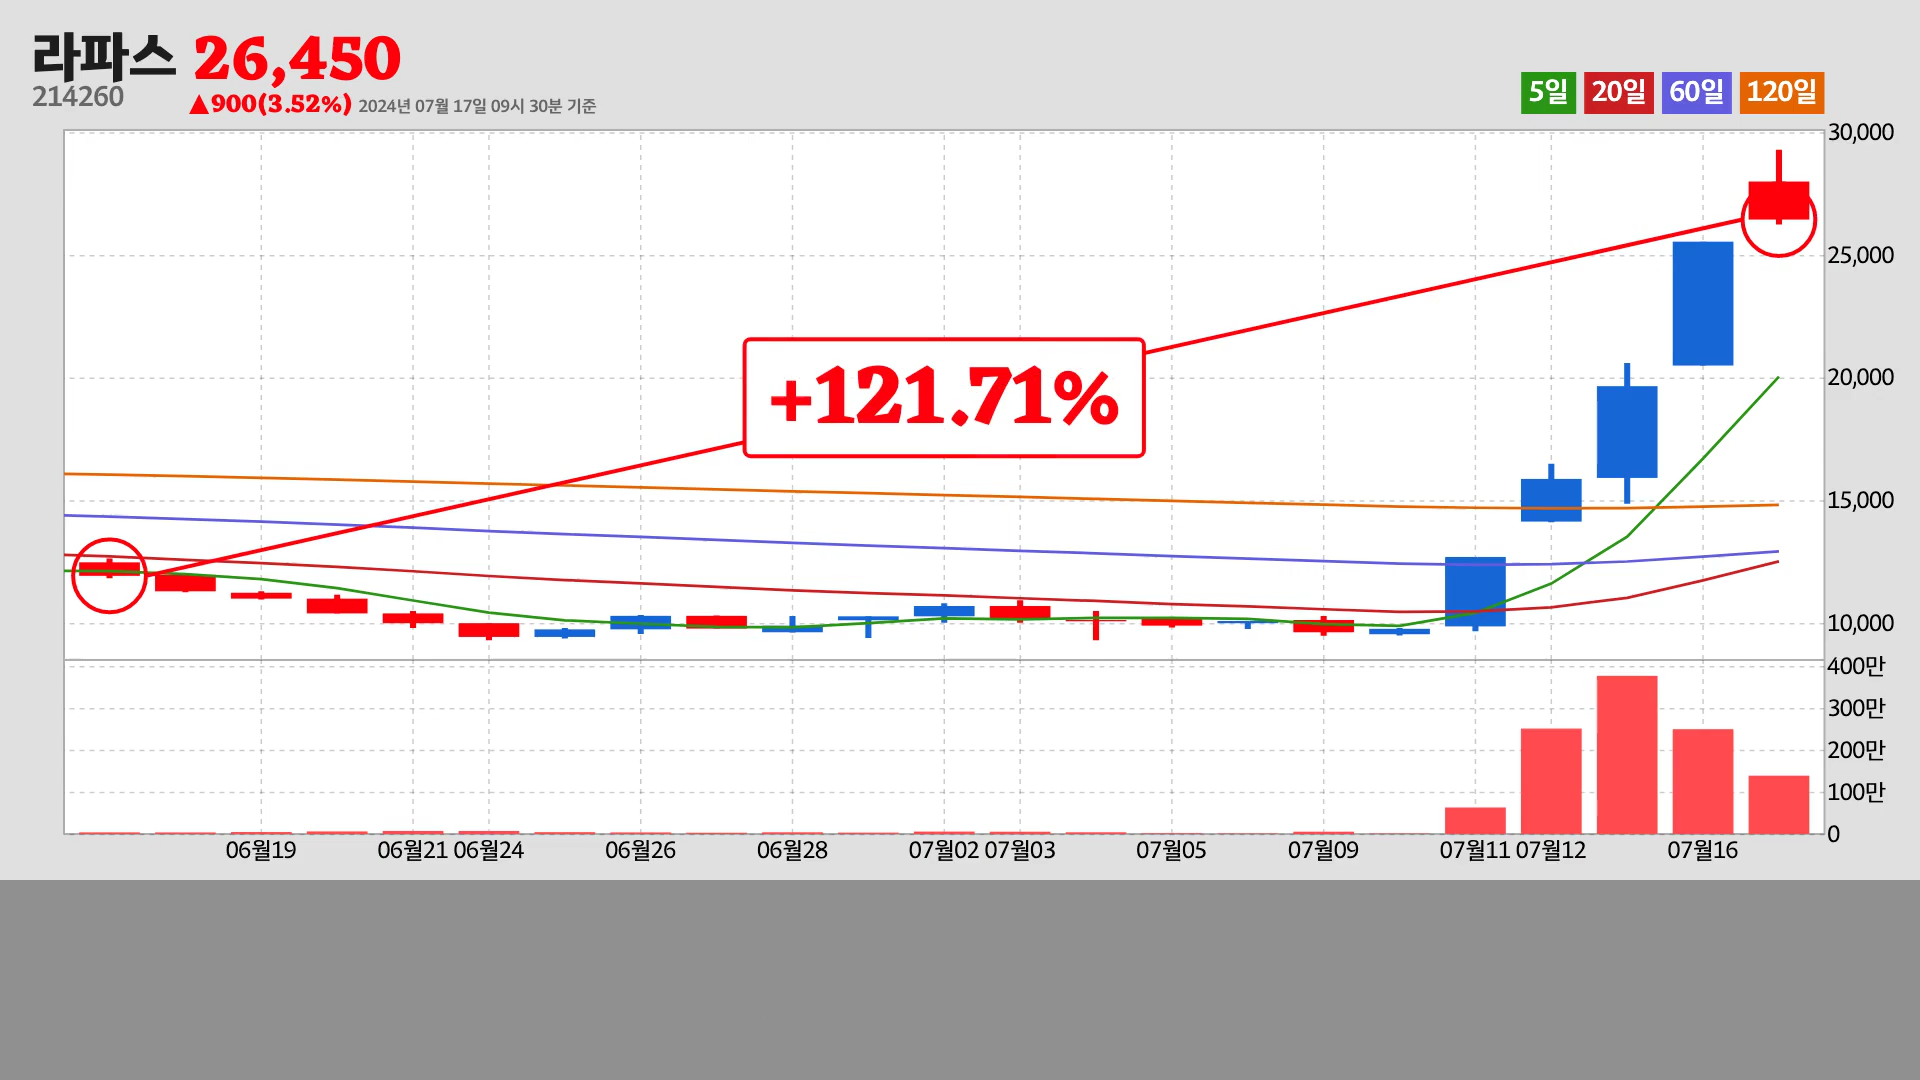 라파스 26,450
214260
▲900(3.52%) 2024년 07월 17일 09시 30분 기준
5일 20일 60일 120일
30,000
25,000
20,000
+121.71%
15,000
10,000
400만
300만
200만
100만
0
06월19 06월21 06월24 06월26 06월28 07월02 07월03 07월05 07월09 07월11 07월12 07월16